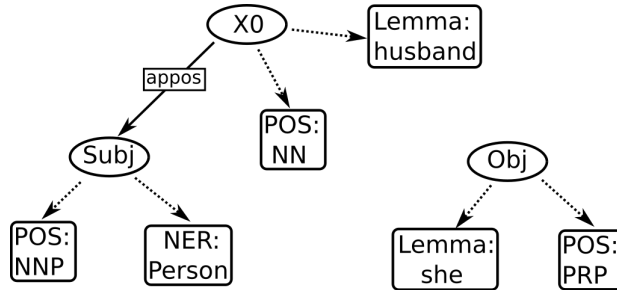 X0
Lemma:
husband
appos
POS:
NN
Subj
Obj
POS:
NNP
NER:
Person
Lemma:
she
POS:
PRP